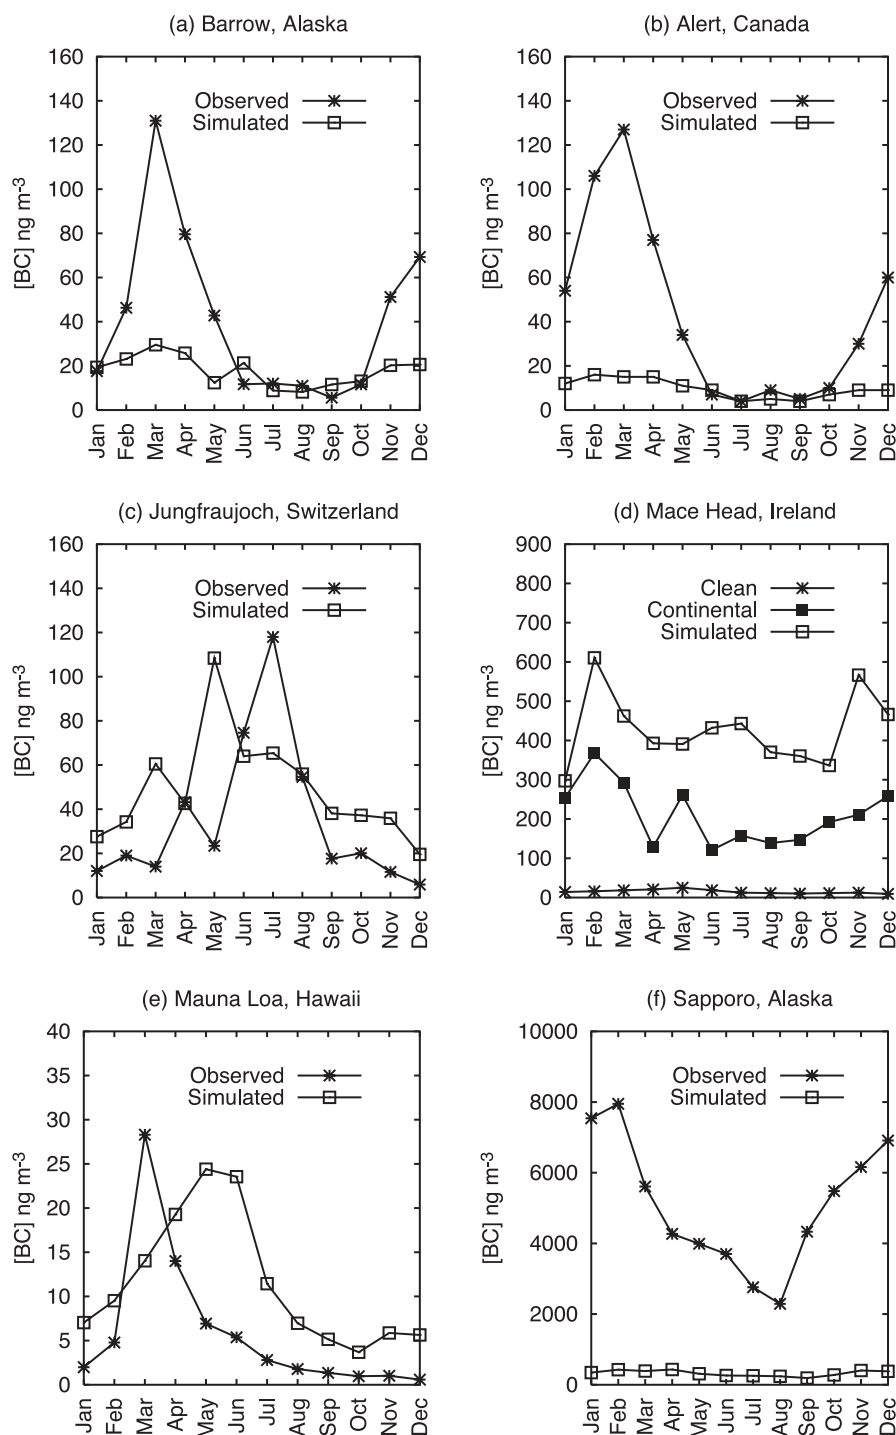 (a) Barrow, Alaska
160
140
120
100
80
60
40
20
0
[BC] ng m⁻³
Observed
Simulated
Jan Feb Mar Apr May Jun Jul Aug Sep Oct Nov Dec
(b) Alert, Canada
160
140
120
100
80
60
40
20
0
[BC] ng m⁻³
Observed
Simulated
Jan Feb Mar Apr May Jun Jul Aug Sep Oct Nov Dec
(c) Jungfraujoch, Switzerland
160
140
120
100
80
60
40
20
0
[BC] ng m⁻³
Observed
Simulated
Jan Feb Mar Apr May Jun Jul Aug Sep Oct Nov Dec
(d) Mace Head, Ireland
900
800
700
600
500
400
300
200
100
0
[BC] ng m⁻³
Clean
Continental
Simulated
Jan Feb Mar Apr May Jun Jul Aug Sep Oct Nov Dec
(e) Mauna Loa, Hawaii
40
35
30
25
20
15
10
5
0
[BC] ng m⁻³
Observed
Simulated
Jan Feb Mar Apr May Jun Jul Aug Sep Oct Nov Dec
(f) Sapporo, Alaska
10000
8000
6000
4000
2000
0
[BC] ng m⁻³
Observed
Simulated
Jan Feb Mar Apr May Jun Jul Aug Sep Oct Nov Dec